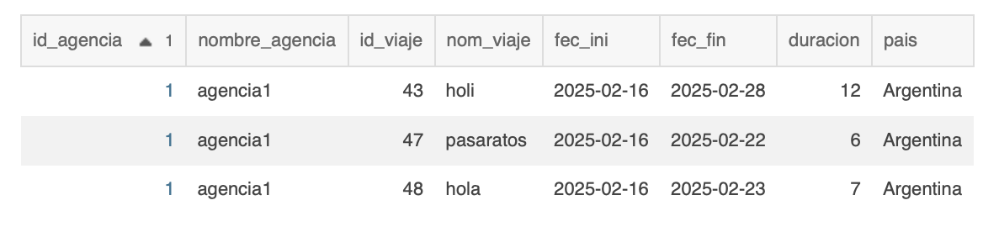 id_agencia ▲ 1 nombre_agencia id_viaje nom_viaje fec_ini fec_fin duracion pais
1 agencia1 43 holi 2025-02-16 2025-02-28 12 Argentina
1 agencia1 47 pasaratos 2025-02-16 2025-02-22 6 Argentina
1 agencia1 48 hola 2025-02-16 2025-02-23 7 Argentina